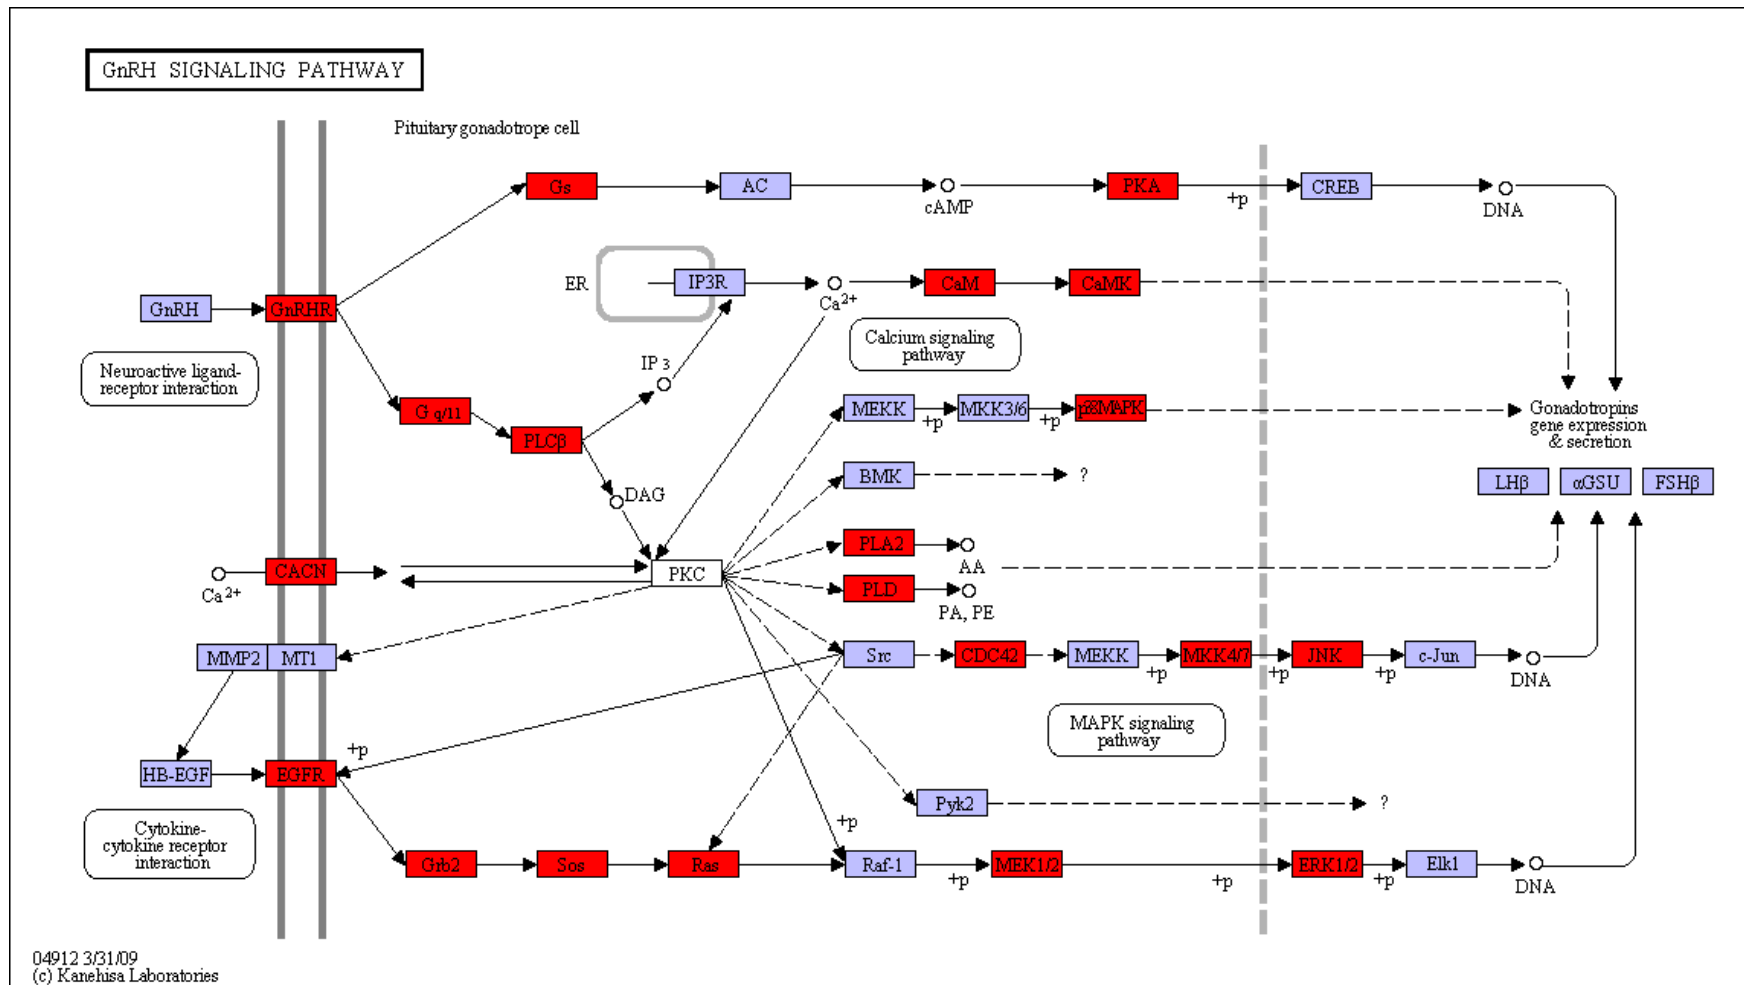 GnRH SIGNALING PATHWAY
Pituitary gonadotrope cell
Gs
AC
cAMP
PKA
+p
CREB
DNA
ER
IP3R
Ca2+
CaM
CaMK
GnRH
GnRHR
Calcium signaling
pathway
Neuroactive ligand-
receptor interaction
IP 3
G q/11
PLCβ
MEKK
+p
MKK3/6
+p
p38MAPK
Gonadotropins
gene expression
& secretion
BMK
?
LHβ
αGSU
FSHβ
DAG
PLA2
AA
CACN
Ca2+
PKC
PLD
PA, PE
MMP2
MT1
Src
CDC42
MEKK
+p
MKK4/7
+p
JNK
+p
c-Jun
DNA
MAPK signaling
pathway
+p
HB-EGF
EGFR
Pyk2
?
Cytokine-
cytokine receptor
interaction
+p
Grb2
Sos
Ras
Raf-1
+p
MEK1/2
+p
ERK1/2
+p
Elk1
DNA
04912 3/31/09
(c) Kanehisa Laboratories